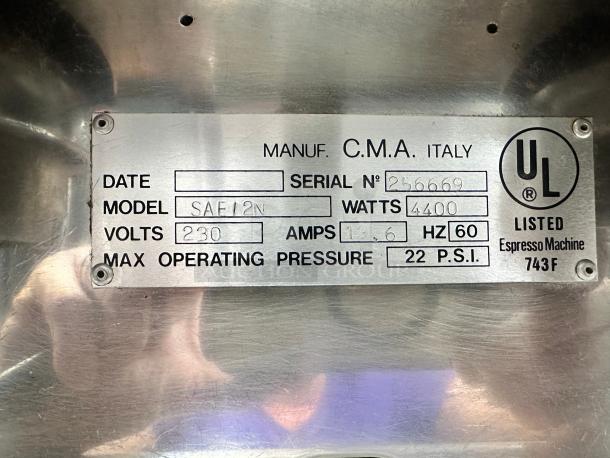 MANUF. C.M.A. ITALY
DATE SERIAL Nº 256669
MODEL SAE/2N WATTS 4400
VOLTS 230 AMPS HZ 60
MAX OPERATING PRESSURE 22 P.S.I.
UL
®
LISTED
Espresso Machine
743F